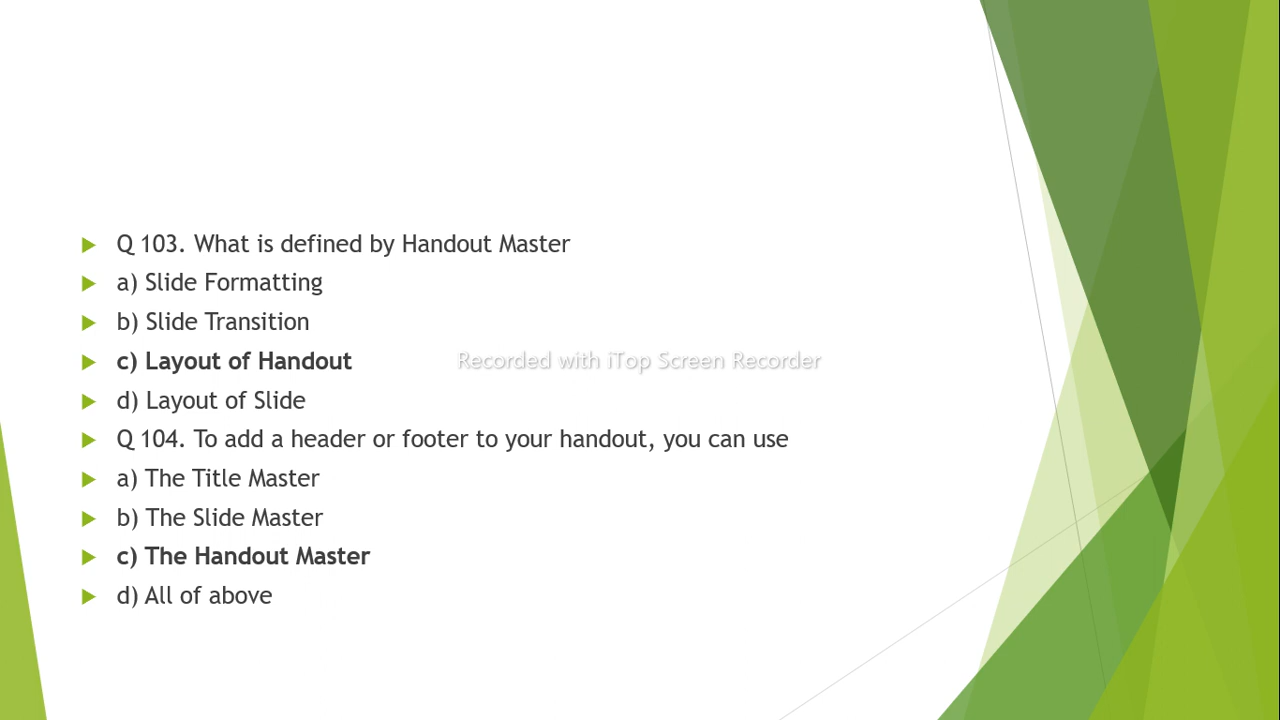 Q 103. What is defined by Handout Master
a) Slide Formatting
b) Slide Transition
c) Layout of Handout
Recorded with iTop Screen Recorder
d) Layout of Slide
Q 104. To add a header or footer to your handout, you can use
a) The Title Master
b) The Slide Master
c) The Handout Master
d) All of above